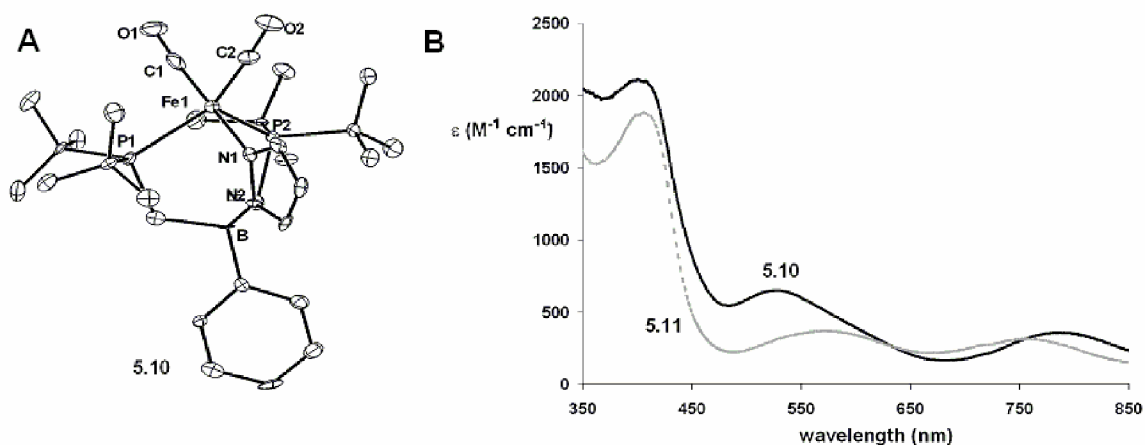 A
O1
O2
C1
C2
Fe1
P1
P2
N1
N2
B
5.10
B
2500
2000
ε (M⁻¹ cm⁻¹)
1500
1000
500
0
5.10
5.11
350 450 550 650 750 850
wavelength (nm)